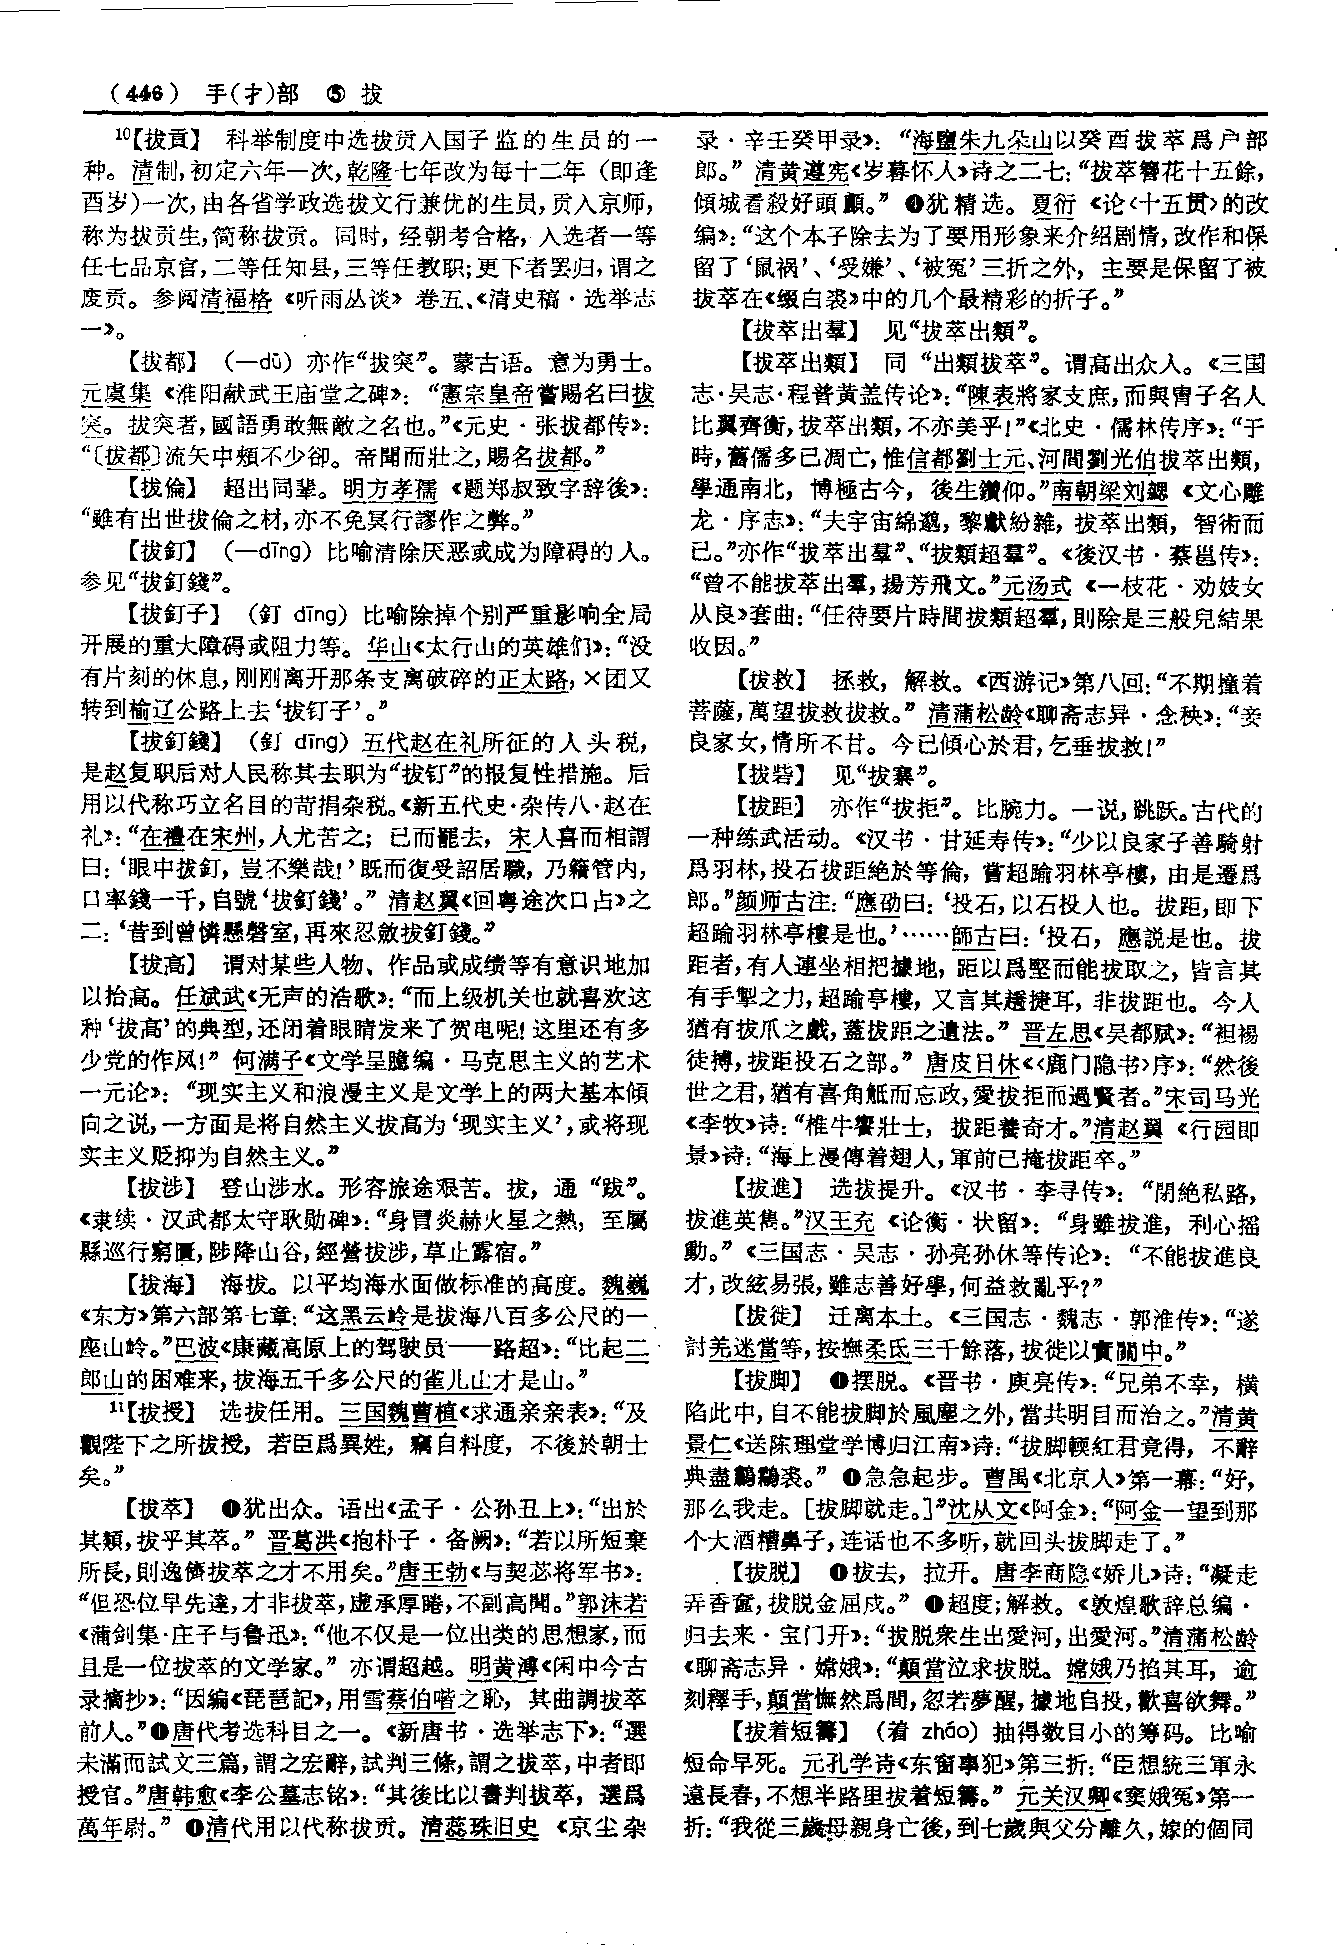 (446) 手(扌)部 ⑤ 拔
10【拔貢】 科举制度中选拔贡入国子监的生员的一
种。清制,初定六年一次,乾隆七年改为每十二年(即逢
酉岁)一次,由各省学政选拔文行兼优的生员,贡入京师,
称为拔贡生,简称拔贡。同时,经朝考合格,入选者一等
任七品京官,二等任知县,三等任教职;更下者罢归,谓之
废贡。参阅清福格《听雨丛谈》卷五、《清史稿·选举志
一》。
【拔都】 (—dū)亦作“拔突”。蒙古语。意为勇士。
元虞集《淮阳献武王庙堂之碑》:“憲宗皇帝嘗賜名曰拔
突。拔突者,國語勇敢無敵之名也。”《元史·张拔都传》:
“〔拔都〕流矢中頰不少卻。帝聞而壯之,賜名拔都。”
【拔倫】 超出同辈。明方孝孺《题郑叔致字辞後》:
“雖有出世拔倫之材,亦不免冥行謬作之弊。”
【拔釘】 (—dīng)比喻清除厌恶或成为障碍的人。
参见“拔釘錢”。
【拔釘子】 (釘 dīng)比喻除掉个别严重影响全局
开展的重大障碍或阻力等。华山《太行山的英雄们》:“没
有片刻的休息,刚刚离开那条支离破碎的正太路,×团又
转到榆辽公路上去‘拔钉子’。”
【拔釘錢】 (釘 dīng)五代赵在礼所征的人头税,
是赵复职后对人民称其去职为“拔钉”的报复性措施。后
用以代称巧立名目的苛捐杂税。《新五代史·杂传八·赵在
礼》:“在禮在宋州,人尤苦之;已而罷去,宋人喜而相謂
曰:‘眼中拔釘,豈不樂哉!’既而復受詔居職,乃籍管内,
口率錢一千,自號‘拔釘錢’。”清赵翼《回粤途次口占》之
二:‘昔到曾憐懸磬室,再來忍斂拔釘錢。”
【拔高】 谓对某些人物、作品或成绩等有意识地加
以抬高。任斌武《无声的浩歌》:“而上级机关也就喜欢这
种‘拔高’的典型,还闭着眼睛发来了贺电呢!这里还有多
少党的作风!”何满子《文学呈臆编·马克思主义的艺术
一元论》:“现实主义和浪漫主义是文学上的两大基本倾
向之说,一方面是将自然主义拔高为‘现实主义’,或将现
实主义贬抑为自然主义。”
【拔涉】 登山涉水。形容旅途艰苦。拔,通“跋”。
《隶续·汉武都太守耿勋碑》:“身冒炎赫火星之熱,至屬
縣巡行窮匱,陟降山谷,經營拔涉,草止露宿。”
【拔海】 海拔。以平均海水面做标准的高度。魏巍
《东方》第六部第七章:“这黑云岭是拔海八百多公尺的一
座山岭。”巴波《康藏高原上的驾驶员——路超》:“比起二
郎山的困难来,拔海五千多公尺的雀儿山才是山。”
11【拔授】 选拔任用。三国魏曹植《求通亲亲表》:“及
觀陛下之所拔授,若臣爲異姓,竊自料度,不後於朝士
矣。”
【拔萃】 ❶犹出众。语出《孟子·公孙丑上》:“出於
其類,拔乎其萃。”晋葛洪《抱朴子·备阙》:“若以所短棄
所長,則逸儕拔萃之才不用矣。”唐王勃《与契苾将军书》:
“但恐位早先達,才非拔萃,虛承厚睠,不副高聞。”郭沫若
《蒲剑集·庄子与鲁迅》:“他不仅是一位出类的思想家,而
且是一位拔萃的文学家。”亦谓超越。明黄溥《闲中今古
录摘抄》:“因编《琵琶記》,用雪蔡伯喈之恥,其曲調拔萃
前人。”❷唐代考选科目之一。《新唐书·选举志下》:“選
未滿而試文三篇,謂之宏辭,試判三條,謂之拔萃,中者即
授官。”唐韩愈《李公墓志铭》:“其後比以書判拔萃,選爲
萬年尉。”❸清代用以代称拔贡。清蕊珠旧史《京尘杂
录·辛壬癸甲录》:“海鹽朱九朵山以癸酉拔萃爲户部
郎。”清黄遵宪《岁暮怀人》诗之二七:“拔萃簪花十五餘,
傾城看殺好頭顱。”❹犹精选。夏衍《论〈十五贯〉的改
编》:“这个本子除去为了要用形象来介绍剧情,改作和保
留了‘鼠祸’、‘受嫌’、‘被冤’三折之外,主要是保留了被
拔萃在《缀白裘》中的几个最精彩的折子。”
【拔萃出羣】 见“拔萃出類”。
【拔萃出類】 同“出類拔萃”。谓高出众人。《三国
志·吴志·程普黄盖传论》:“陳表將家支庶,而與胄子名人
比翼齊衡,拔萃出類,不亦美乎!”《北史·儒林传序》:“于
時,舊儒多已凋亡,惟信都劉士元、河間劉光伯拔萃出類,
學通南北,博極古今,後生鑽仰。”南朝梁刘勰《文心雕
龙·序志》:“夫宇宙綿邈,黎獻紛雜,拔萃出類,智術而
已。”亦作“拔萃出羣”、“拔類超羣”。《後汉书·蔡邕传》:
“曾不能拔萃出羣,揚芳飛文。”元汤式《一枝花·劝妓女
从良》套曲:“任待要片時間拔類超羣,則除是三般兒結果
收因。”
【拔救】 拯救,解救。《西游记》第八回:“不期撞着
菩薩,萬望拔救拔救。”清蒲松龄《聊斋志异·念秧》:“妾
良家女,情所不甘。今已傾心於君,乞垂拔救!”
【拔砦】 见“拔寨”。
【拔距】 亦作“拔拒”。比腕力。一说,跳跃。古代的
一种练武活动。《汉书·甘延寿传》:“少以良家子善騎射
爲羽林,投石拔距絶於等倫,嘗超踰羽林亭樓,由是遷爲
郎。”颜师古注:“應劭曰:‘投石,以石投人也。拔距,即下
超踰羽林亭樓是也。’……師古曰:‘投石,應説是也。拔
距者,有人連坐相把據地,距以爲堅而能拔取之,皆言其
有手掣之力,超踰亭樓,又言其趫捷耳,非拔距也。今人
猶有拔爪之戲,蓋拔距之遺法。”晋左思《吴都赋》:“袒裼
徒搏,拔距投石之部。”唐皮日休《〈鹿门隐书〉序》:“然後
世之君,猶有喜角觝而忘政,愛拔拒而過賢者。”宋司马光
《李牧》诗:“椎牛饗壯士,拔距養奇才。”清赵翼《行园即
景》诗:“海上漫傳着翅人,軍前已掩拔距卒。”
【拔進】 选拔提升。《汉书·李寻传》:“閉絶私路,
拔進英雋。”汉王充《论衡·状留》:“身雖拔進,利心摇
動。”《三国志·吴志·孙亮孙休等传论》:“不能拔進良
才,改絃易張,雖志善好學,何益救亂乎?”
【拔徙】 迁离本土。《三国志·魏志·郭淮传》:“遂
討羌迷當等,按撫柔氐三千餘落,拔徙以實關中。”
【拔脚】 ❶摆脱。《晋书·庾亮传》:“兄弟不幸,横
陷此中,自不能拔脚於風塵之外,當共明目而治之。”清黄
景仁《送陈理堂学博归江南》诗:“拔脚輭紅君竟得,不辭
典盡鷫鸘裘。”❷急急起步。曹禺《北京人》第一幕:“好,
那么我走。[拔脚就走。]”沈从文《阿金》:“阿金一望到那
个大酒糟鼻子,连话也不多听,就回头拔脚走了。”
【拔脱】 ❶拔去,拉开。唐李商隐《娇儿》诗:“凝走
弄香奩,拔脱金屈戌。”❷超度;解救。《敦煌歌辞总编·
归去来·宝门开》:“拔脱衆生出愛河,出愛河。”清蒲松龄
《聊斋志异·嫦娥》:“顛當泣求拔脱。嫦娥乃掐其耳,逾
刻釋手,顛當憮然爲間,忽若夢醒,據地自投,歡喜欲舞。”
【拔着短籌】 (着 zháo)抽得数目小的筹码。比喻
短命早死。元孔学诗《东窗事犯》第三折:“臣想統三軍永
遠長春,不想半路里拔着短籌。”元关汉卿《窦娥冤》第一
折:“我從三歲母親身亡後,到七歲與父分離久,嫁的個同